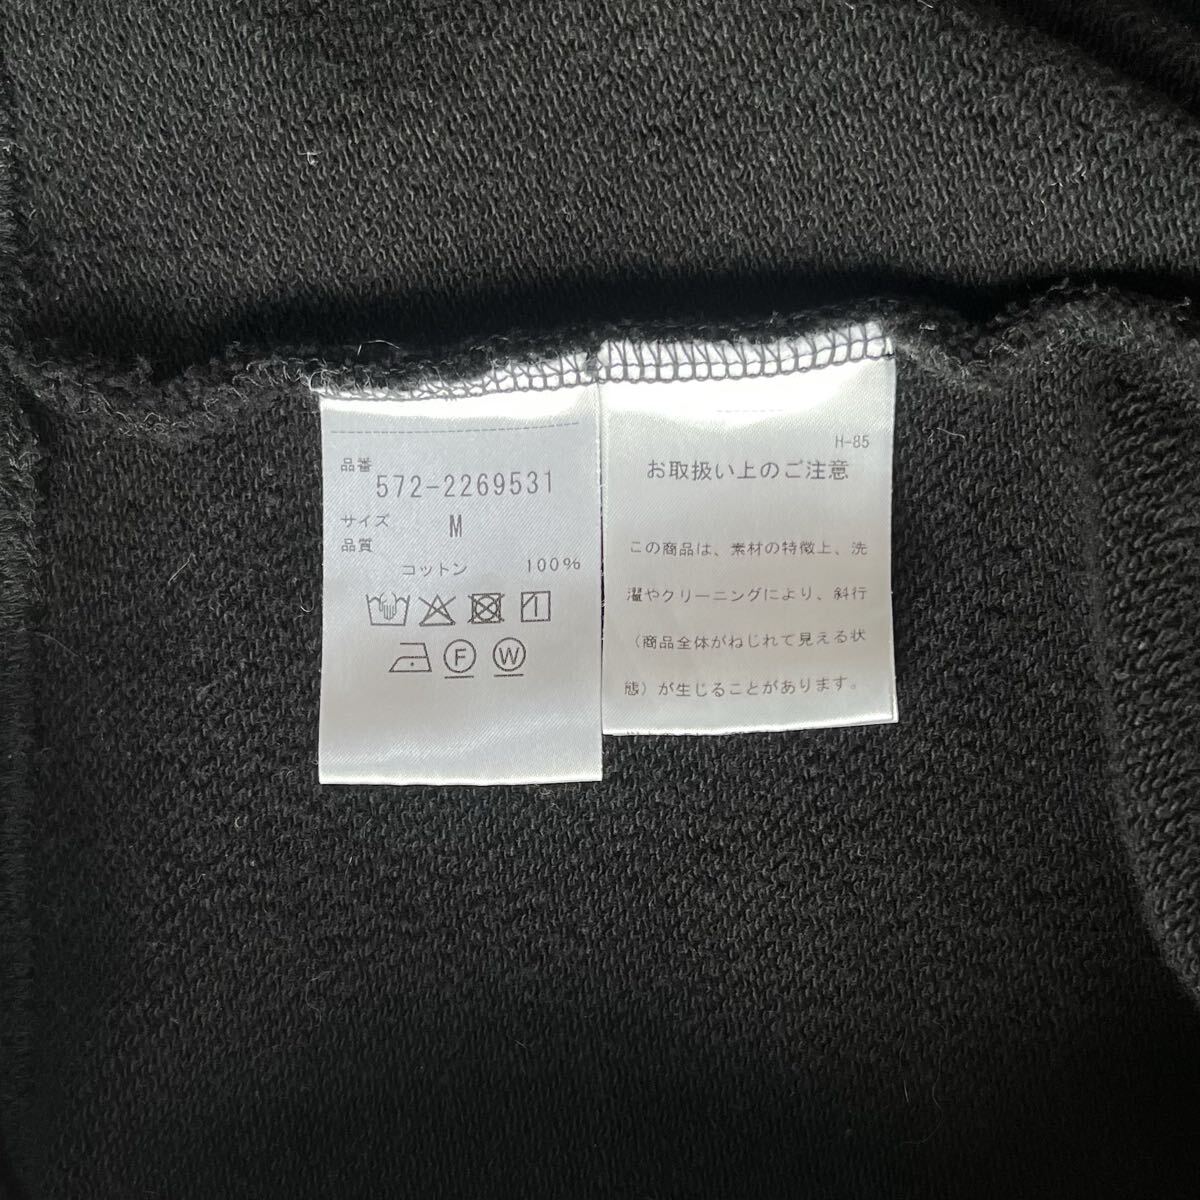 品番
572-2269531
サイズ M
品質
コットン 100%
F W
H-85
お取扱い上のご注意
この商品は、素材の特徴上、洗
濯やクリーニングにより、斜行
（商品全体がねじれて見える状
態）が生じることがあります。